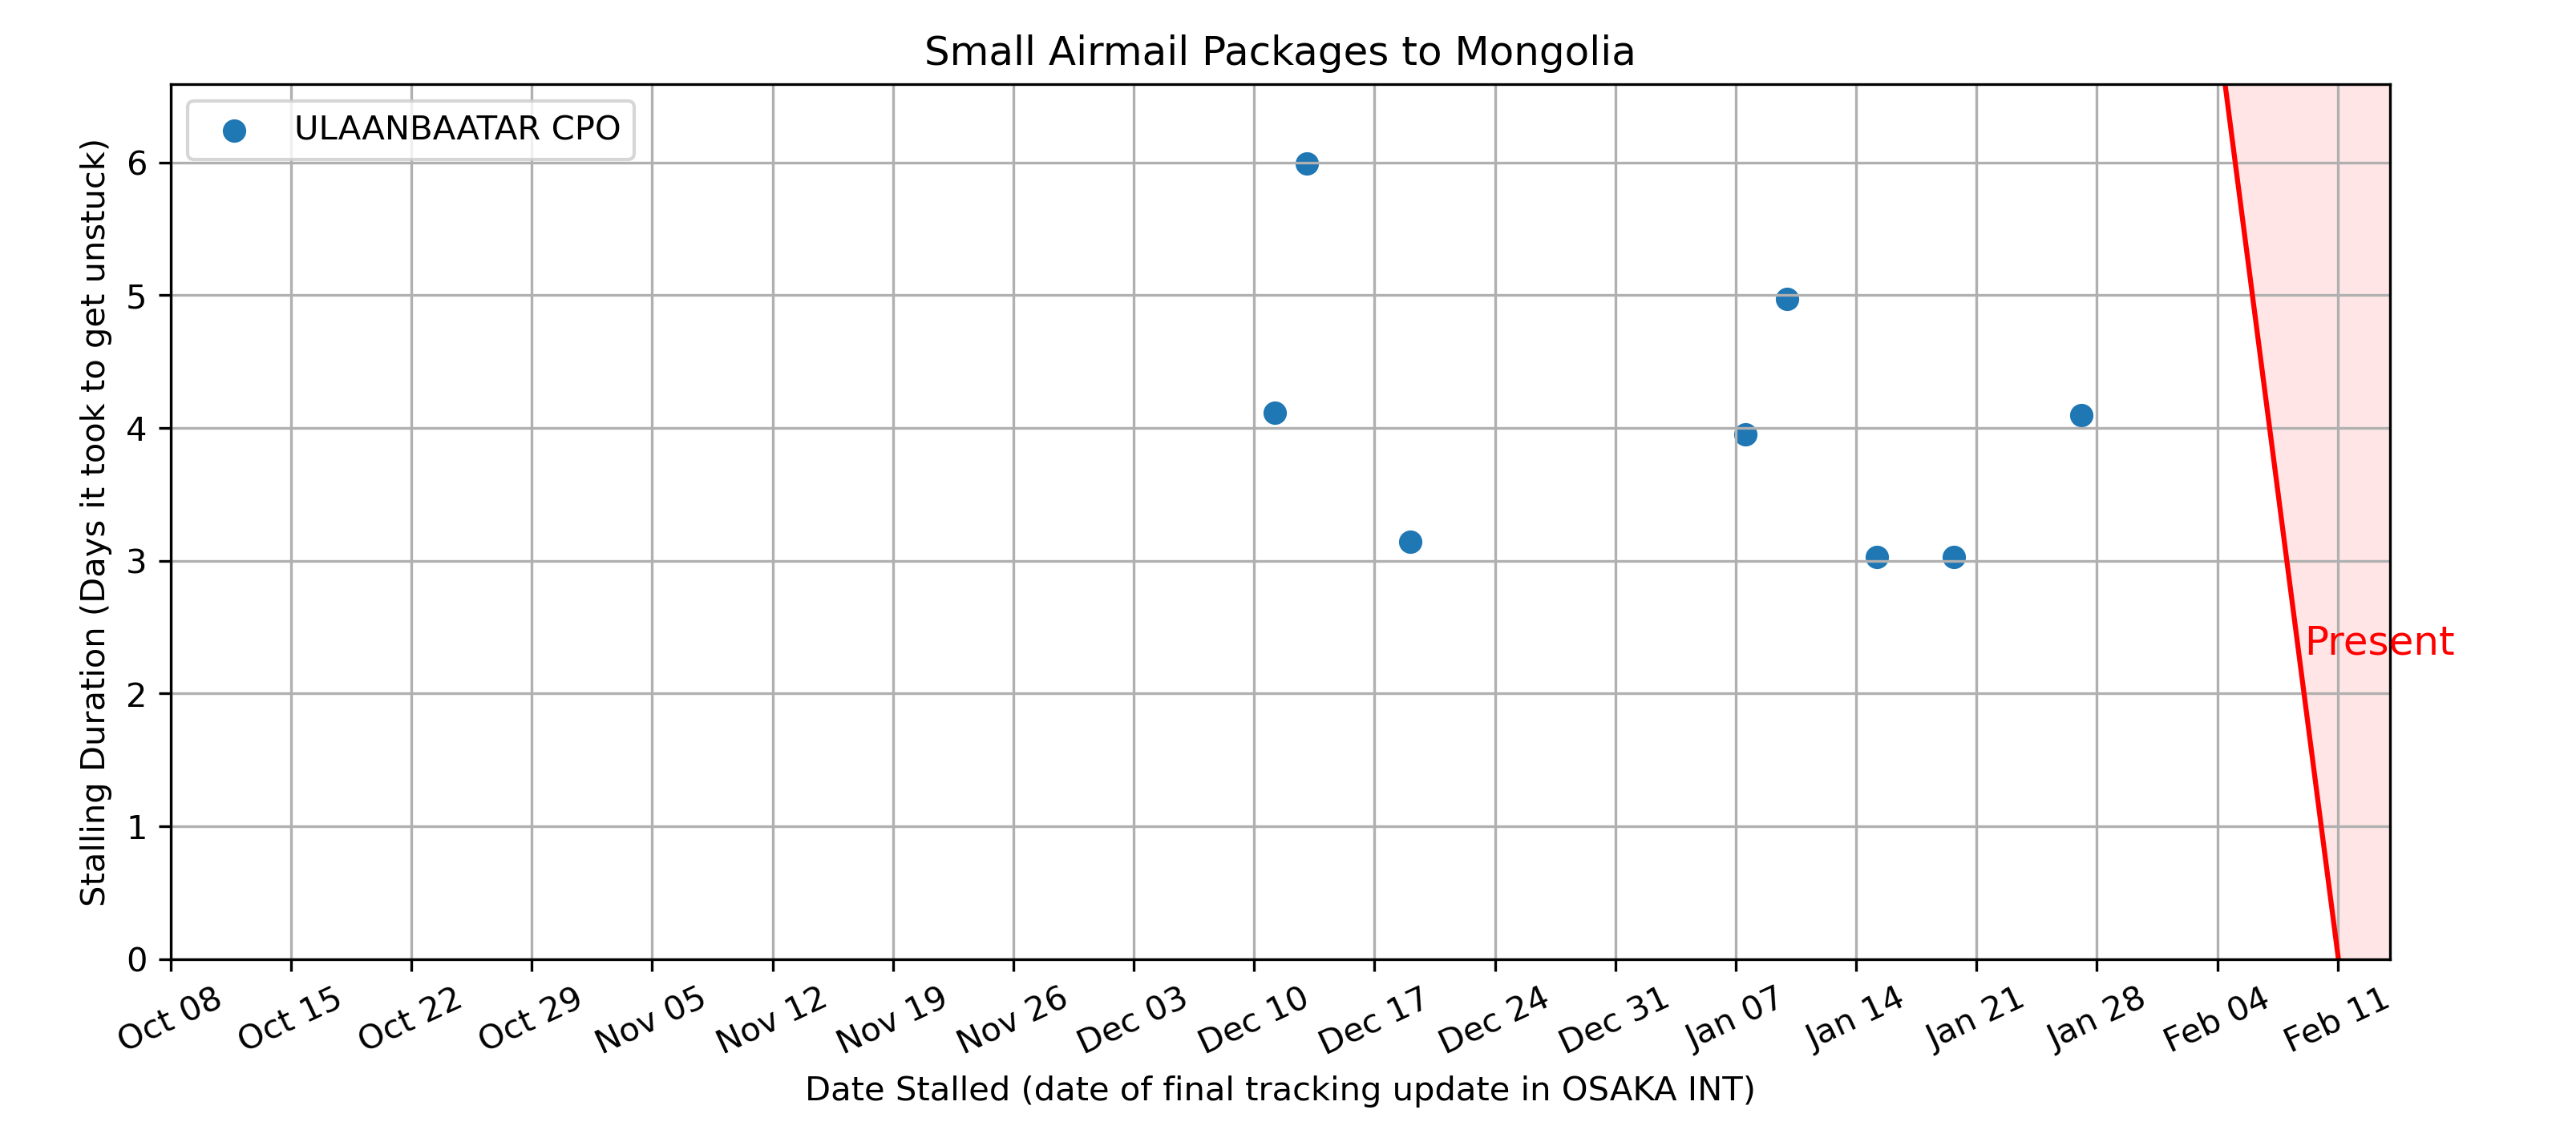 Small Airmail Packages to Mongolia
ULAANBAATAR CPO
Stalling Duration (Days it took to get unstuck)
6
5
4
3
2
1
0
Present
Oct 08
Oct 15
Oct 22
Oct 29
Nov 05
Nov 12
Nov 19
Nov 26
Dec 03
Dec 10
Dec 17
Dec 24
Dec 31
Jan 07
Jan 14
Jan 21
Jan 28
Feb 04
Feb 11
Date Stalled (date of final tracking update in OSAKA INT)